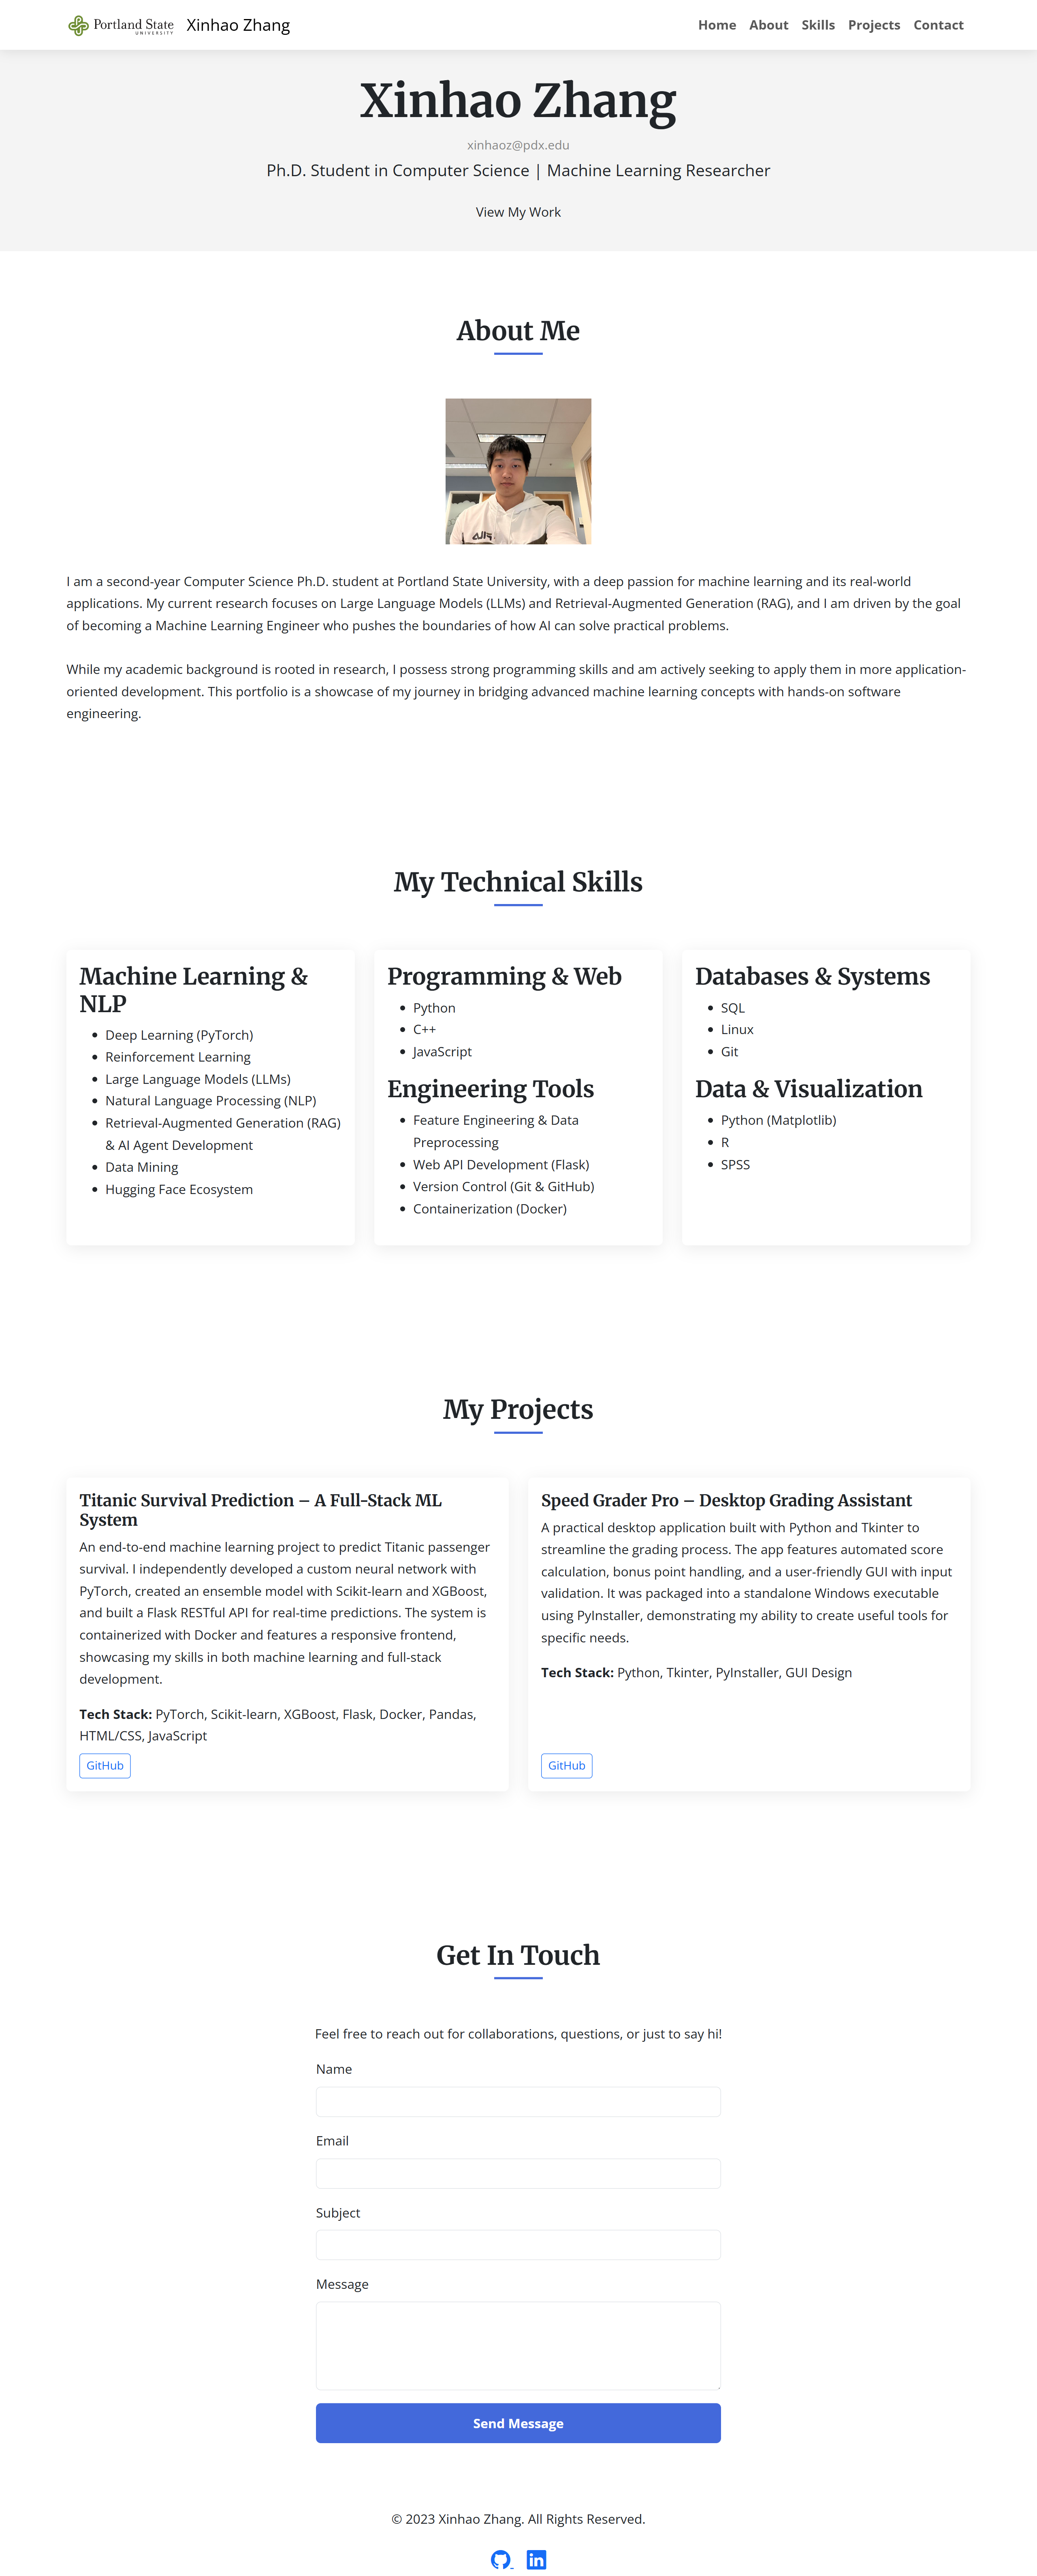 Portland State
UNIVERSITY
Xinhao Zhang
Home About Skills Projects Contact
Xinhao Zhang
xinhaoz@pdx.edu
Ph.D. Student in Computer Science | Machine Learning Researcher
View My Work
About Me
I am a second-year Computer Science Ph.D. student at Portland State University, with a deep passion for machine learning and its real-world
applications. My current research focuses on Large Language Models (LLMs) and Retrieval-Augmented Generation (RAG), and I am driven by the goal
of becoming a Machine Learning Engineer who pushes the boundaries of how AI can solve practical problems.
While my academic background is rooted in research, I possess strong programming skills and am actively seeking to apply them in more application-
oriented development. This portfolio is a showcase of my journey in bridging advanced machine learning concepts with hands-on software
engineering.
My Technical Skills
Machine Learning &
NLP
• Deep Learning (PyTorch)
• Reinforcement Learning
• Large Language Models (LLMs)
• Natural Language Processing (NLP)
• Retrieval-Augmented Generation (RAG)
& AI Agent Development
• Data Mining
• Hugging Face Ecosystem
Programming & Web
• Python
• C++
• JavaScript
Engineering Tools
• Feature Engineering & Data
Preprocessing
• Web API Development (Flask)
• Version Control (Git & GitHub)
• Containerization (Docker)
Databases & Systems
• SQL
• Linux
• Git
Data & Visualization
• Python (Matplotlib)
• R
• SPSS
My Projects
Titanic Survival Prediction – A Full-Stack ML
System
An end-to-end machine learning project to predict Titanic passenger
survival. I independently developed a custom neural network with
PyTorch, created an ensemble model with Scikit-learn and XGBoost,
and built a Flask RESTful API for real-time predictions. The system is
containerized with Docker and features a responsive frontend,
showcasing my skills in both machine learning and full-stack
development.
Tech Stack: PyTorch, Scikit-learn, XGBoost, Flask, Docker, Pandas,
HTML/CSS, JavaScript
GitHub
Speed Grader Pro – Desktop Grading Assistant
A practical desktop application built with Python and Tkinter to
streamline the grading process. The app features automated score
calculation, bonus point handling, and a user-friendly GUI with input
validation. It was packaged into a standalone Windows executable
using PyInstaller, demonstrating my ability to create useful tools for
specific needs.
Tech Stack: Python, Tkinter, PyInstaller, GUI Design
GitHub
Get In Touch
Feel free to reach out for collaborations, questions, or just to say hi!
Name
Email
Subject
Message
Send Message
© 2023 Xinhao Zhang. All Rights Reserved.
in